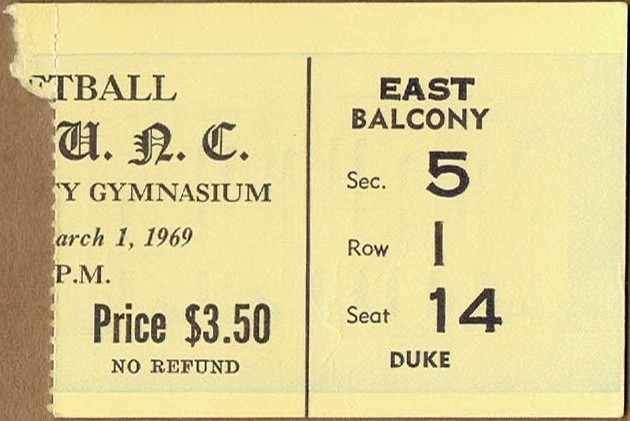 ETBALL
U. N. C.
TY GYMNASIUM
arch 1, 1969
P.M.
Price $3.50
NO REFUND
EAST
BALCONY
Sec. 5
Row 1
Seat 14
DUKE